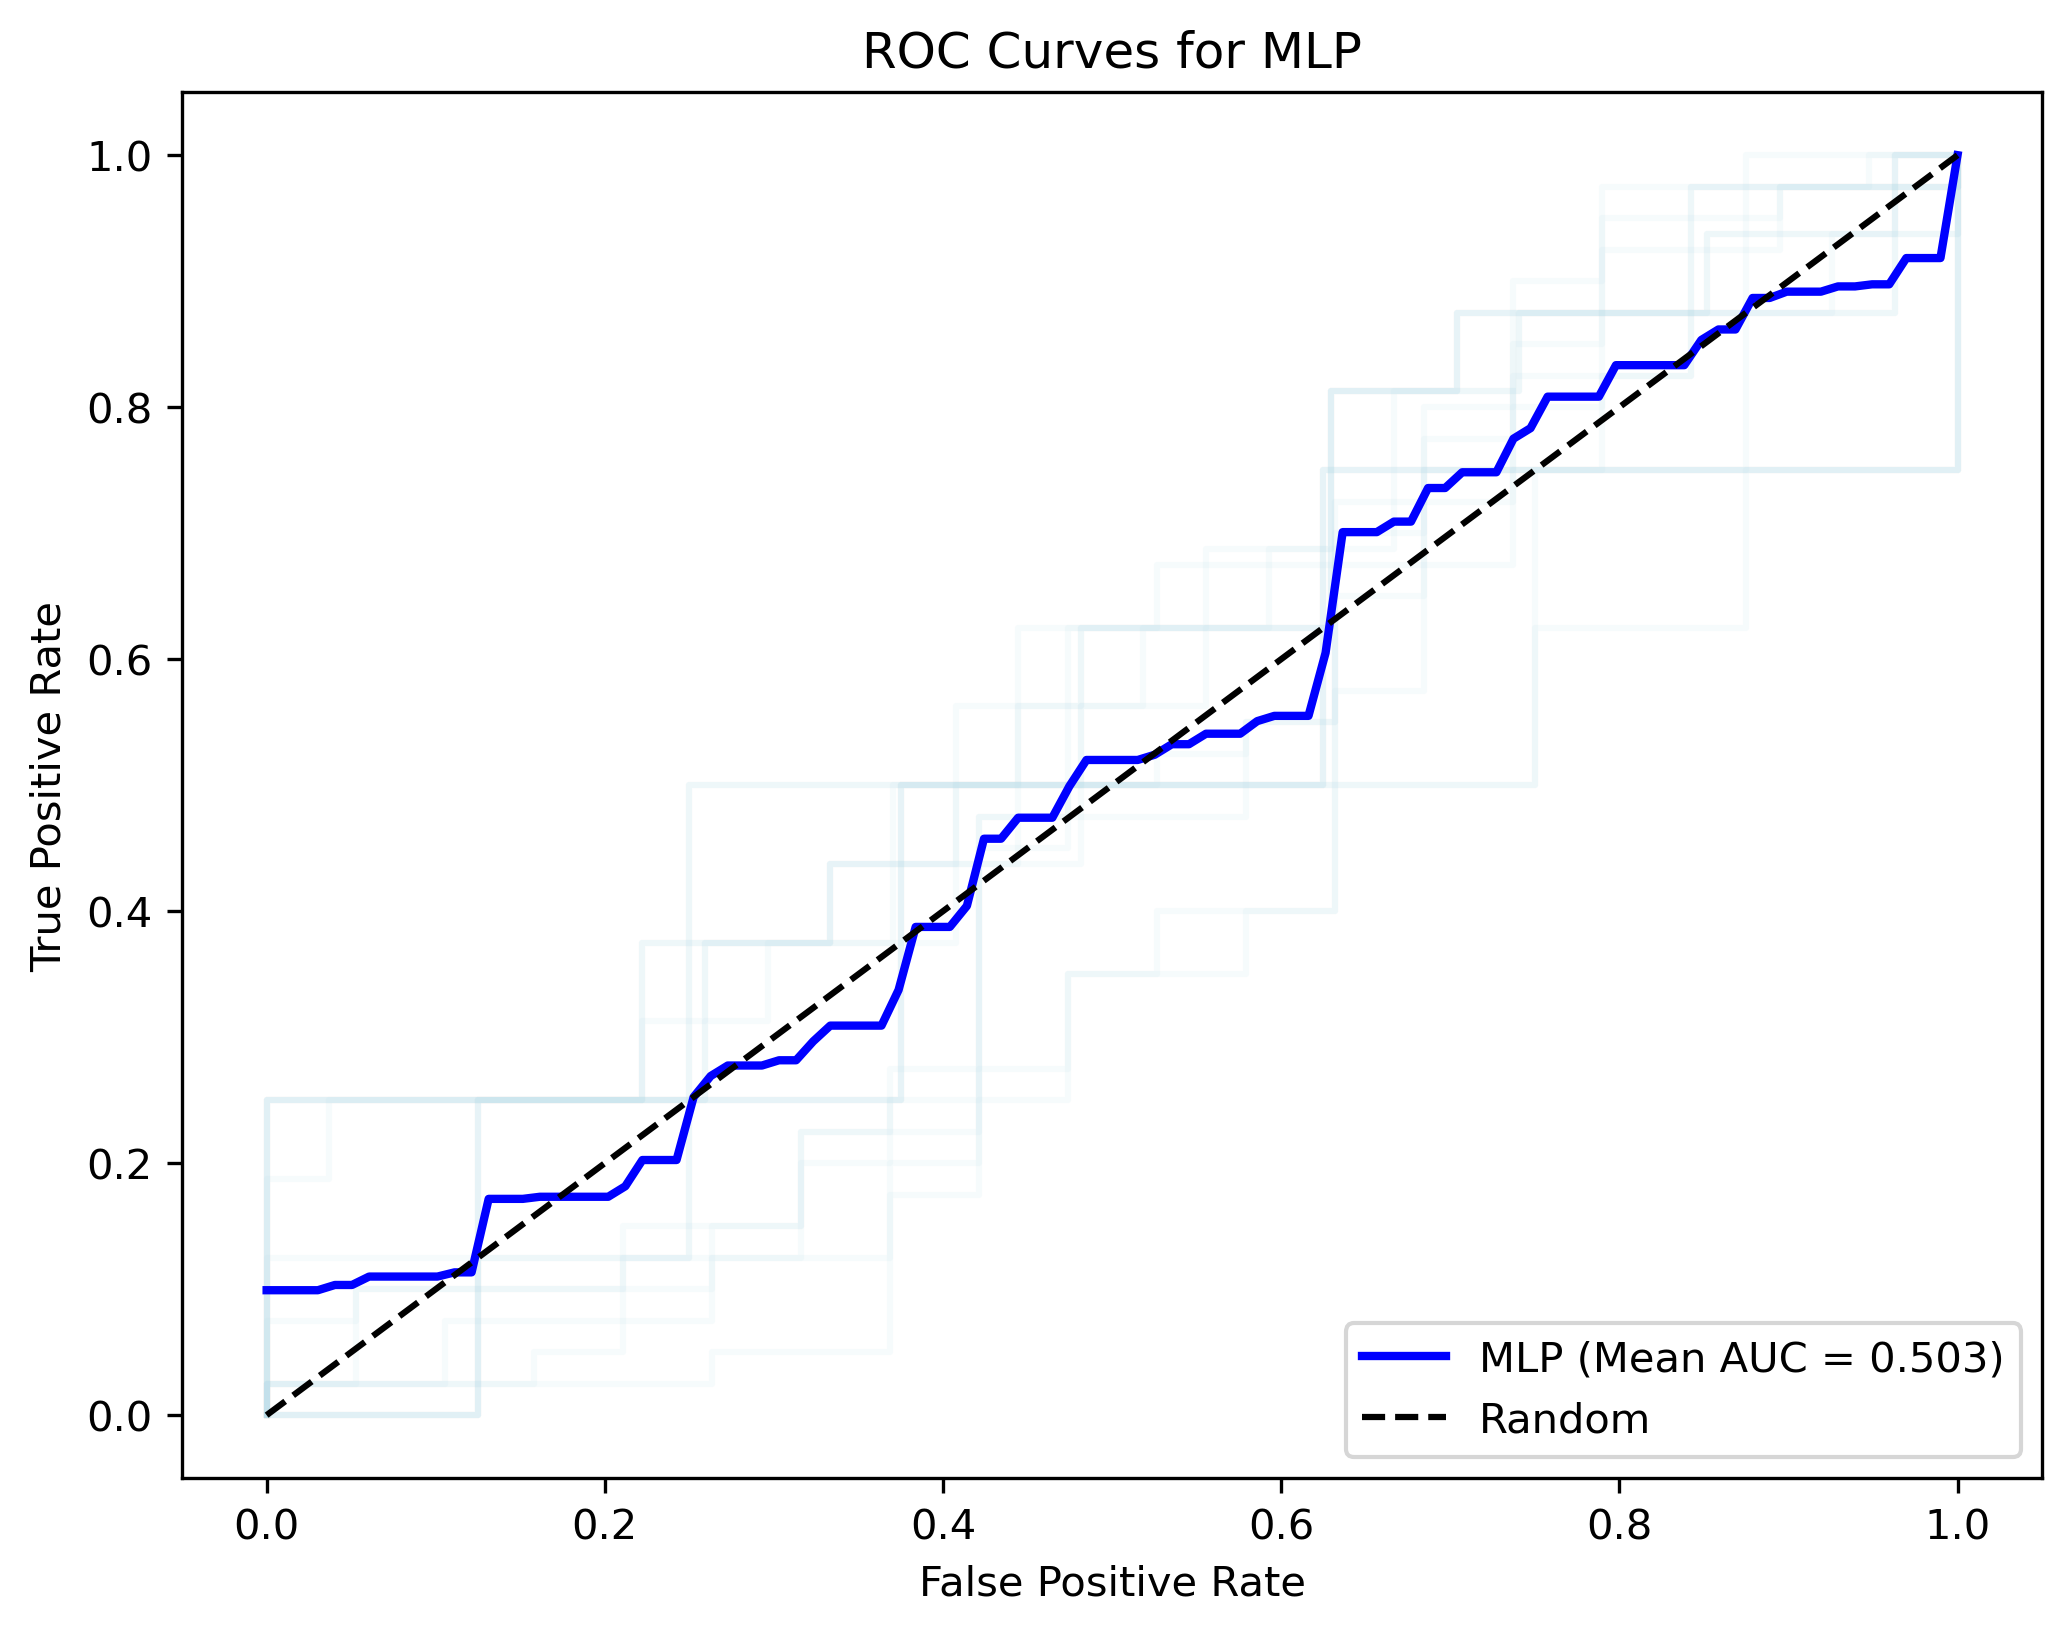 ROC Curves for MLP
1.0
0.8
0.6
0.4
0.2
0.0
True Positive Rate
MLP (Mean AUC = 0.503)
Random
0.0 0.2 0.4 0.6 0.8 1.0
False Positive Rate